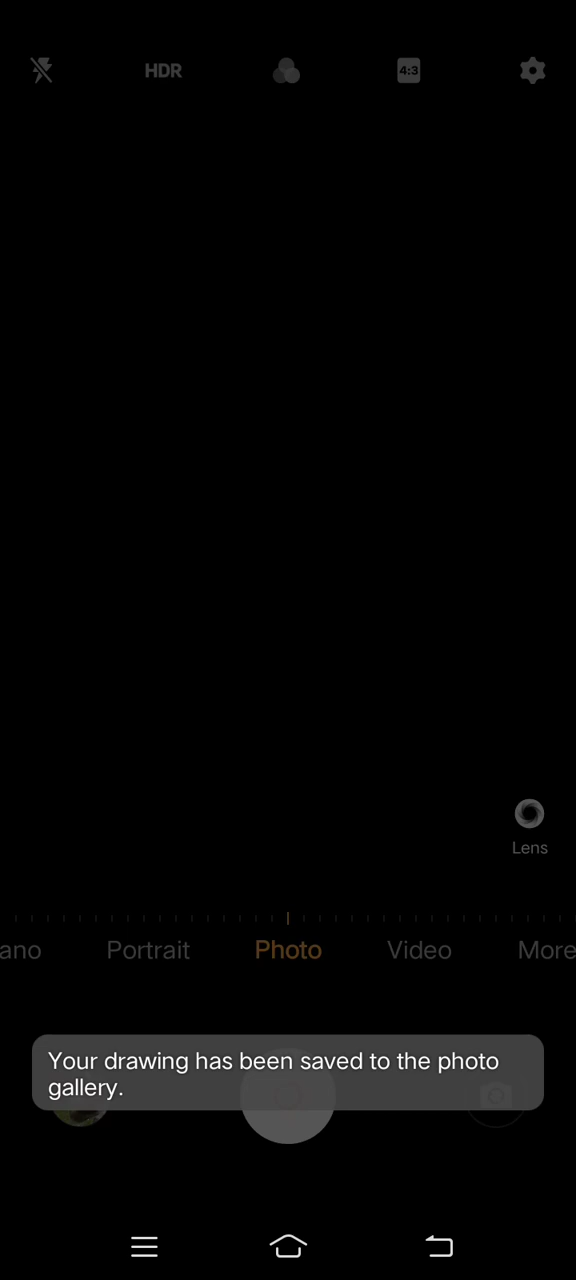 HDR
4:3
Lens
ano
Portrait
Photo
Video
More
Your drawing has been saved to the photo
gallery.